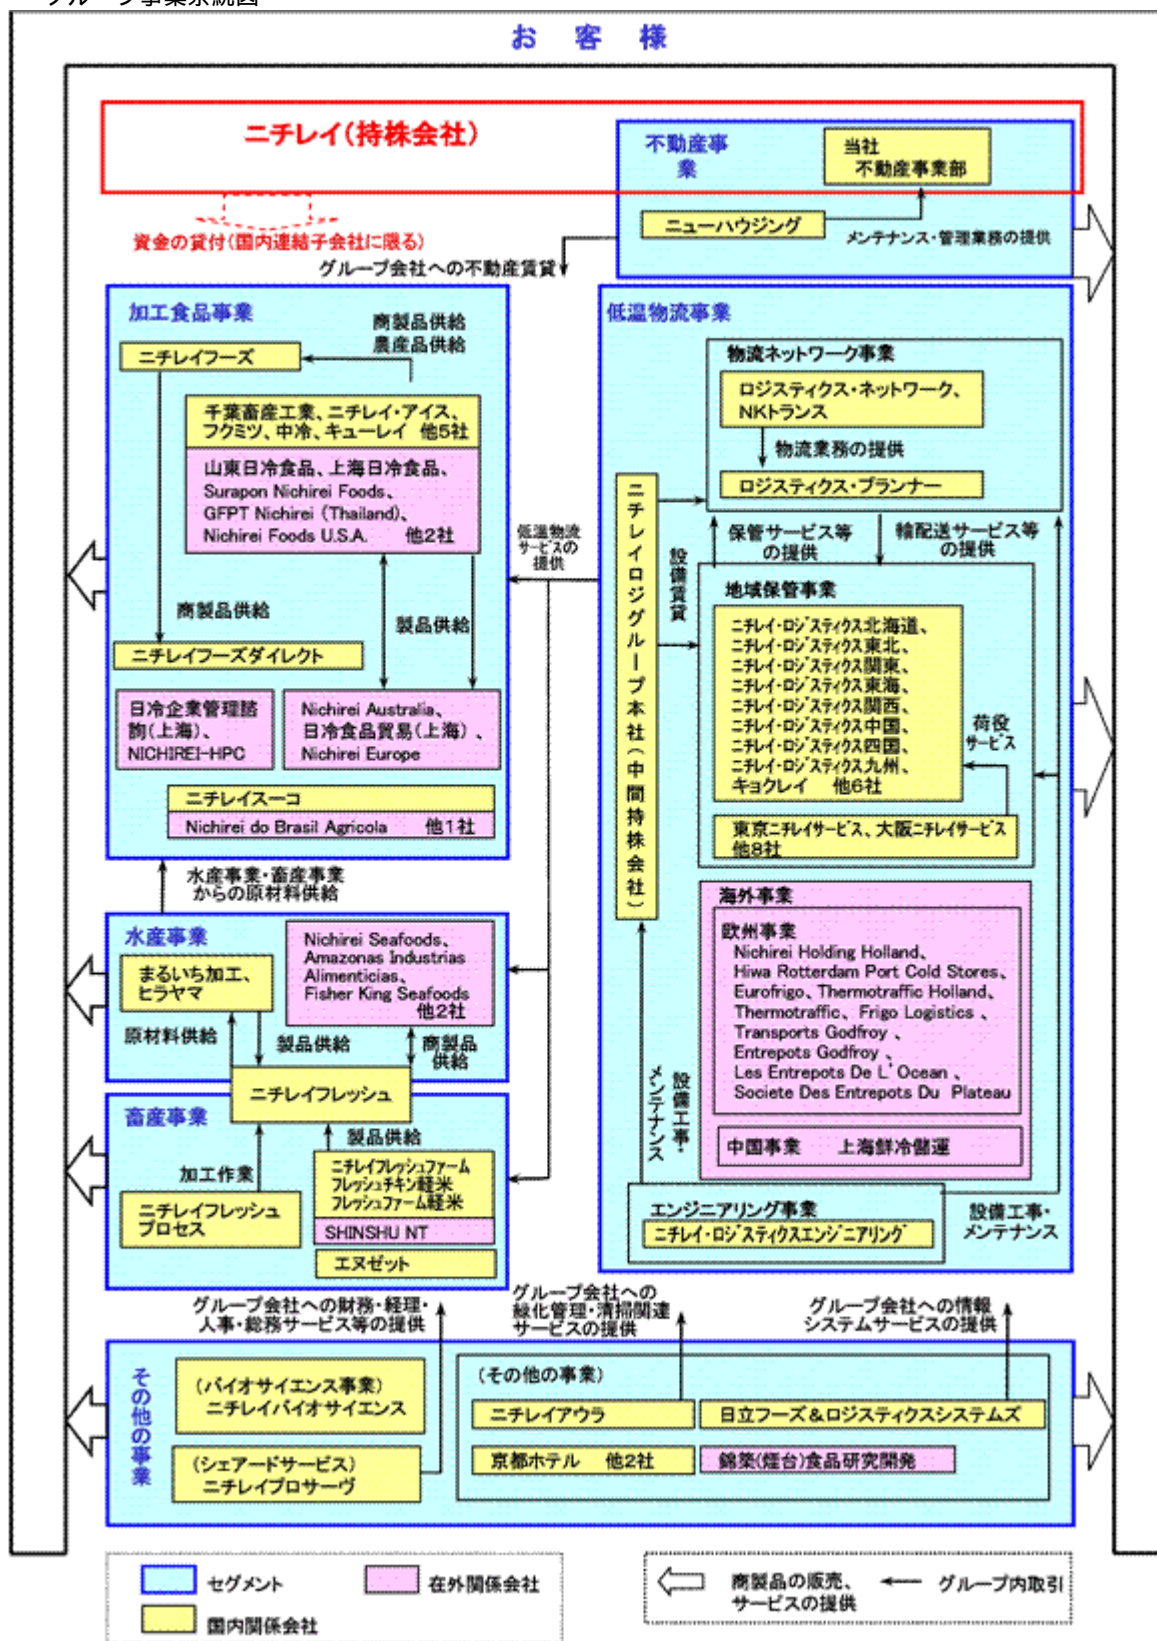 グループ事業系統図
お客様
ニチレイ(持株会社)
不動産事
業
当社
不動産事業部
ニューハウジング
メンテナンス・管理業務の提供
資金の貸付(国内連結子会社に限る)
グループ会社への不動産賃貸
加工食品事業
商製品供給
農産品供給
ニチレイフーズ
千葉畜産工業、ニチレイ・アイス、
フクミツ、中冷、キューレイ 他5社
山東日冷食品、上海日冷食品、
Surapon Nichirei Foods、
GFPT Nichirei (Thailand)、
Nichirei Foods U.S.A. 他2社
商製品供給
製品供給
ニチレイフーズダイレクト
日冷企業管理諮
詢(上海)、
NICHIREI-HPC
Nichirei Australia、
日冷食品貿易(上海)、
Nichirei Europe
ニチレイスーコ
Nichirei do Brasil Agricola 他1社
低温物流
サービスの
提供
低温物流事業
物流ネットワーク事業
ロジスティクス・ネットワーク、
NKトランス
物流業務の提供
ロジスティクス・プランナー
ニチレイロジグループ本社(中間持株会社)
設備賃貸
保管サービス等
の提供
輸配送サービス等
の提供
地域保管事業
ニチレイ・ロジスティクス北海道、
ニチレイ・ロジスティクス東北、
ニチレイ・ロジスティクス関東、
ニチレイ・ロジスティクス東海、
ニチレイ・ロジスティクス関西、
ニチレイ・ロジスティクス中国、
ニチレイ・ロジスティクス四国、
ニチレイ・ロジスティクス九州、
キョクレイ 他6社
荷役
サービス
東京ニチレイサービス、大阪ニチレイサービス
他8社
海外事業
欧州事業
Nichirei Holding Holland、
Hiwa Rotterdam Port Cold Stores、
Eurofrigo、Thermotraffic Holland、
Thermotraffic、Frigo Logistics 、
Transports Godfroy 、
Entrepots Godfroy 、
Les Entrepots De L'Ocean 、
Societe Des Entrepots Du Plateau
中国事業 上海鮮冷儲運
設備工事・
メンテナンス
エンジニアリング事業
ニチレイ・ロジスティクスエンジニアリング
設備工事・
メンテナンス
水産事業・畜産事業
からの原材料供給
水産事業
まるいち加工、
ヒラヤマ
Nichirei Seafoods、
Amazonas Industrias
Alimenticias、
Fisher King Seafoods
他2社
原材料供給
製品供給
商製品
供給
ニチレイフレッシュ
畜産事業
製品供給
加工作業
ニチレイフレッシュ
プロセス
ニチレイフレッシュファーム
フレッシュチキン軽米
フレッシュファーム軽米
SHINSHU NT
エヌゼット
グループ会社への財務・経理・
人事・総務サービス等の提供
グループ会社への
緑化管理・清掃関連
サービスの提供
グループ会社への情報
システムサービスの提供
その他の事業
(バイオサイエンス事業)
ニチレイバイオサイエンス
(シェアードサービス)
ニチレイプロサーヴ
(その他の事業)
ニチレイアウラ
日立フーズ&ロジスティクスシステムズ
京都ホテル 他2社
錦築(煙台)食品研究開発
セグメント
在外関係会社
国内関係会社
商製品の販売、
サービスの提供
グループ内取引